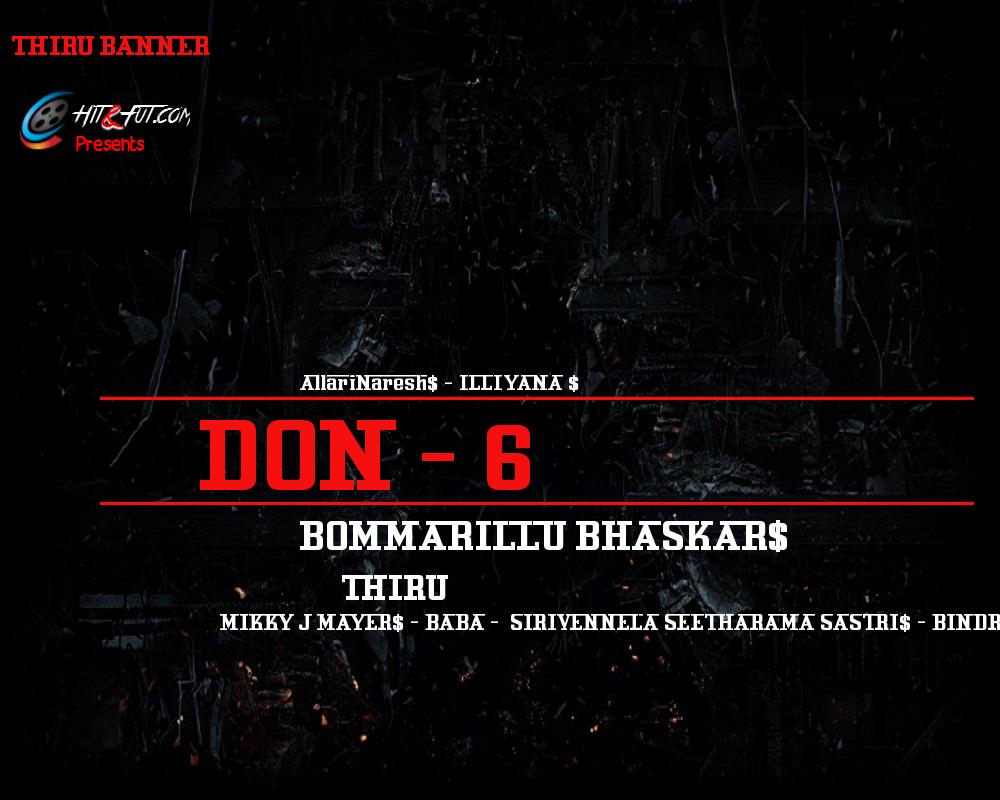 THIRU BANNER
HIT&FUT.COM
Presents
AllariNaresh$ - ILLIYANA $
DON - 6
BOMMARILLU BHASKAR$
THIRU
MIKKY J MAYER$ - BABA - SIRIVENNELA SEETHARAMA SASTRI$ -